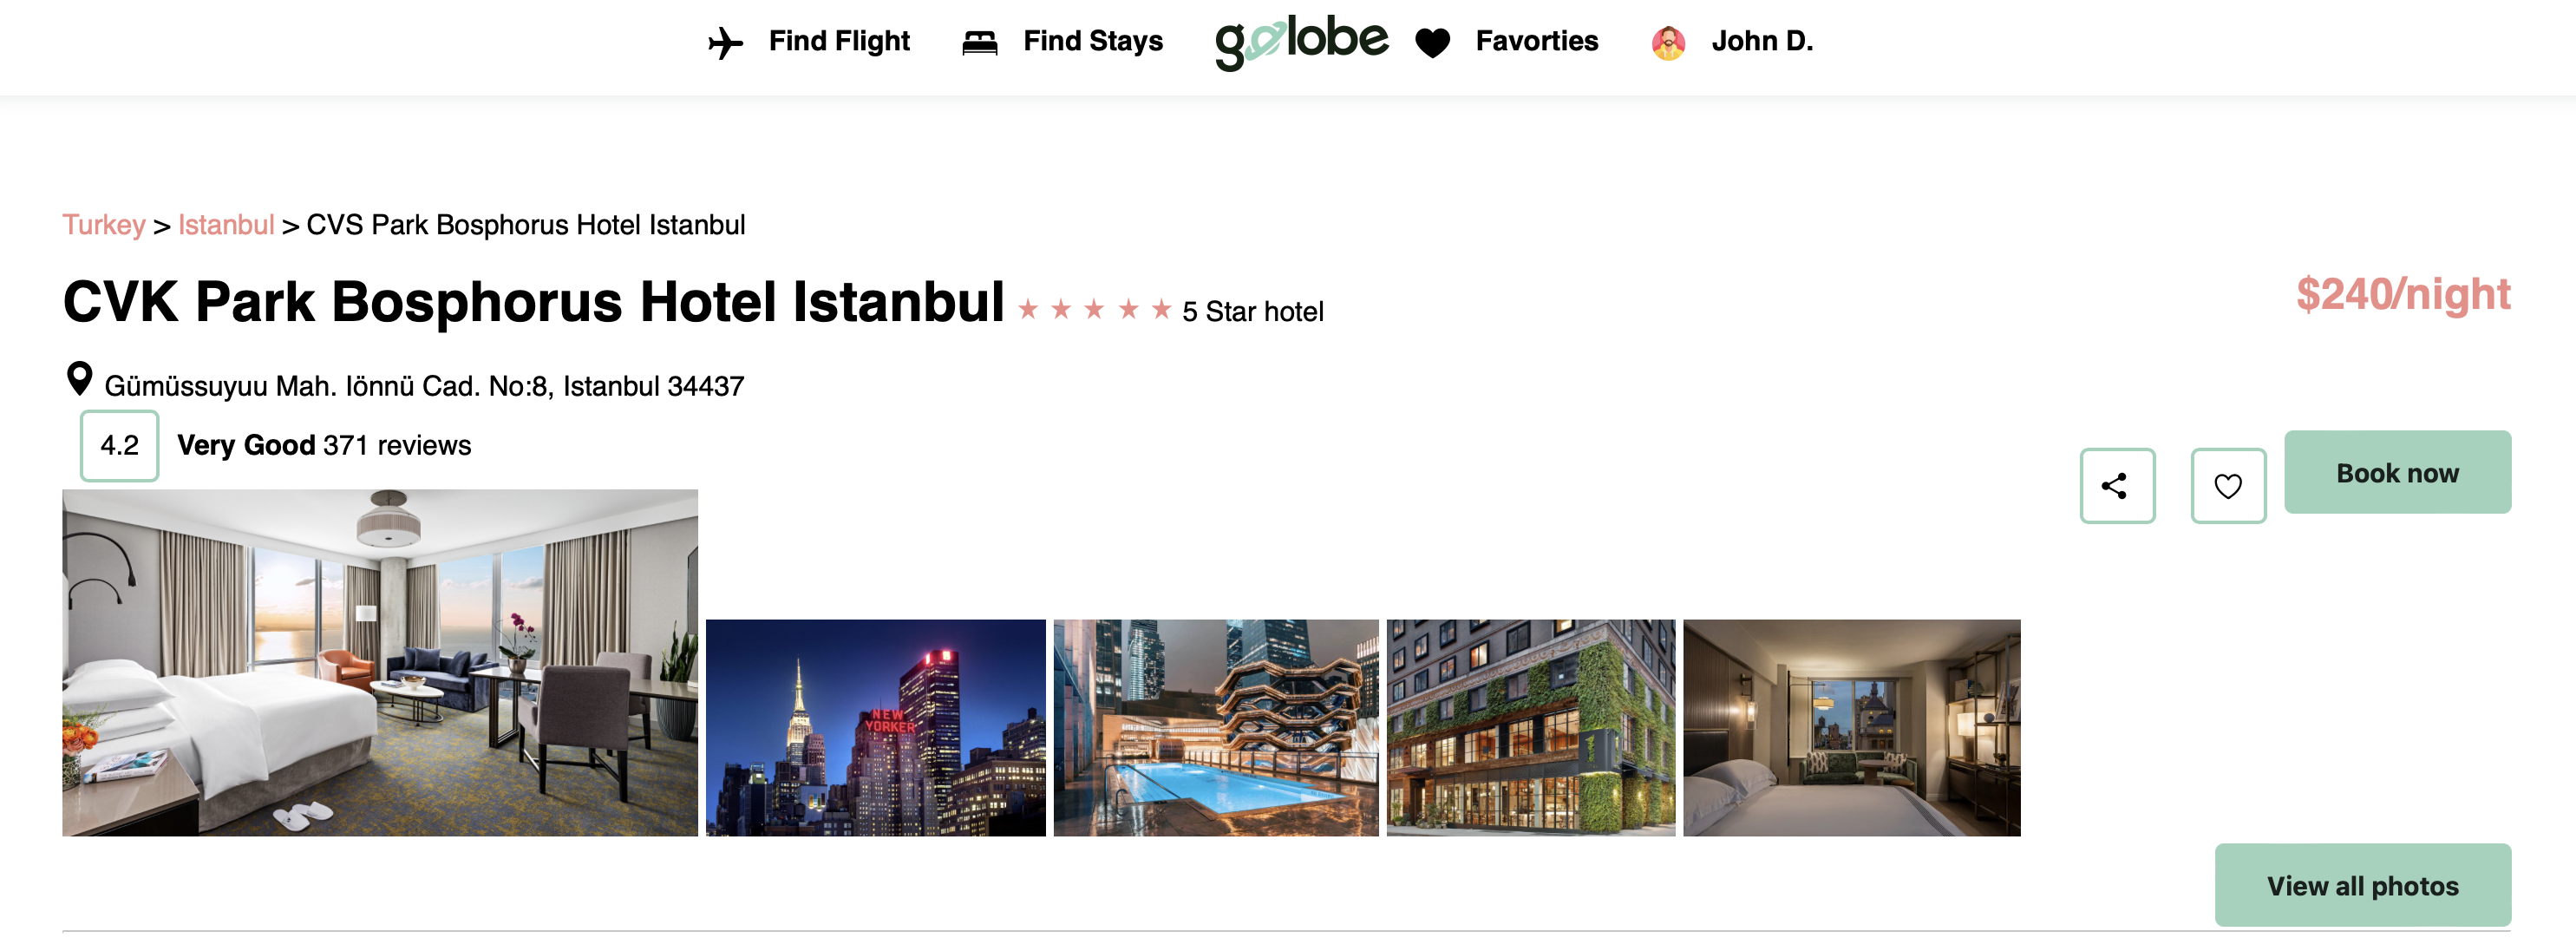 Find Flight Find Stays golobe Favorties John D.
Turkey > Istanbul > CVS Park Bosphorus Hotel Istanbul
CVK Park Bosphorus Hotel Istanbul 5 Star hotel $240/night
Gümüssuyuu Mah. Iönnü Cad. No:8, Istanbul 34437
4.2 Very Good 371 reviews
Book now
NEW
YORKER
View all photos